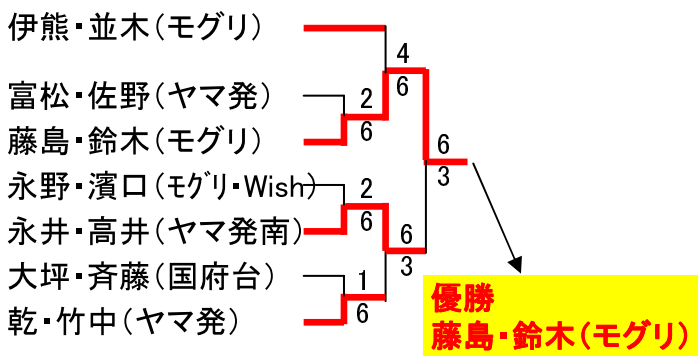 伊熊・並木(モグリ)
4
6
富松・佐野(ヤマ発)
2
6
藤島・鈴木(モグリ)
6
3
永野・濱口(モグリ・Wish)
2
6
永井・高井(ヤマ発南)
6
3
大坪・斉藤(国府台)
1
6
乾・竹中(ヤマ発)
優勝
藤島・鈴木(モグリ)